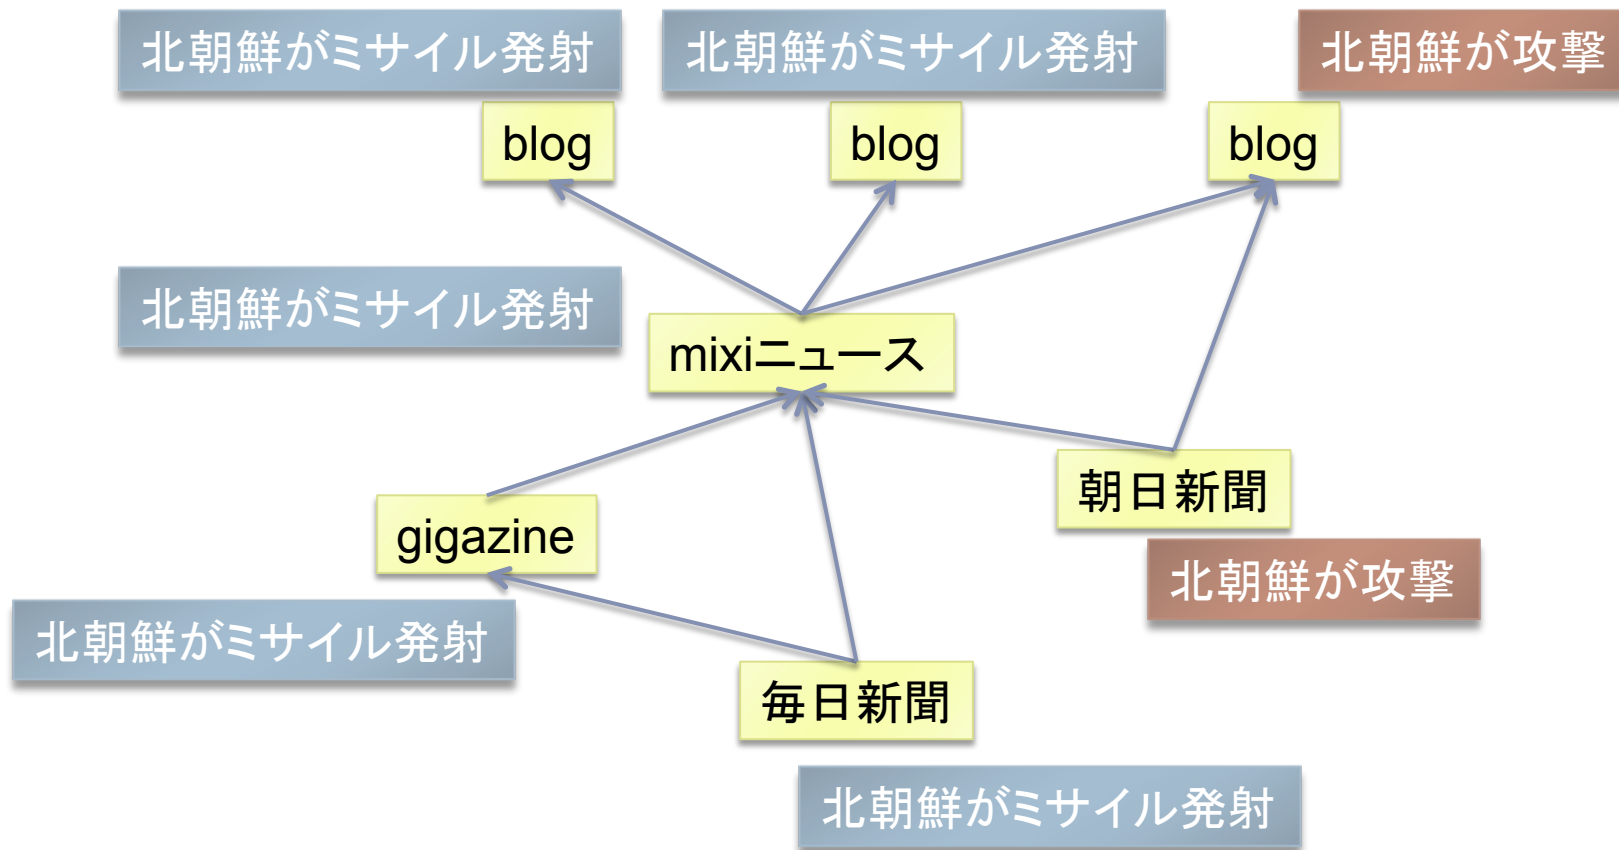 北朝鮮がミサイル発射
北朝鮮がミサイル発射
北朝鮮が攻撃
blog
blog
blog
北朝鮮がミサイル発射
mixiニュース
朝日新聞
gigazine
北朝鮮が攻撃
北朝鮮がミサイル発射
毎日新聞
北朝鮮がミサイル発射